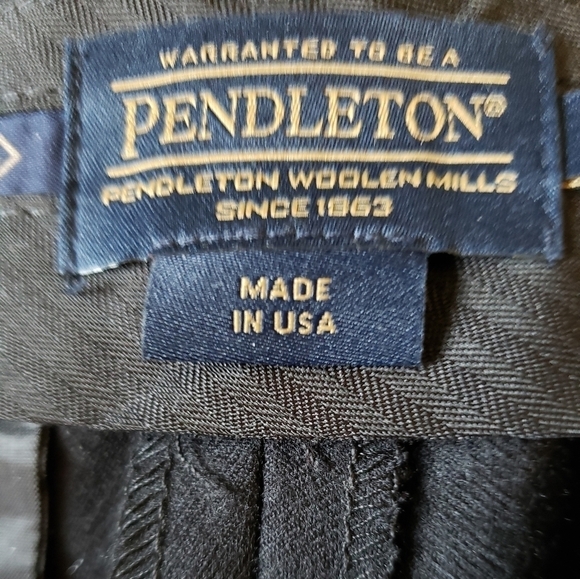 WARRANTED TO BE A
PENDLETON®
PENDLETON WOOLEN MILLS
SINCE 1863
MADE
IN USA